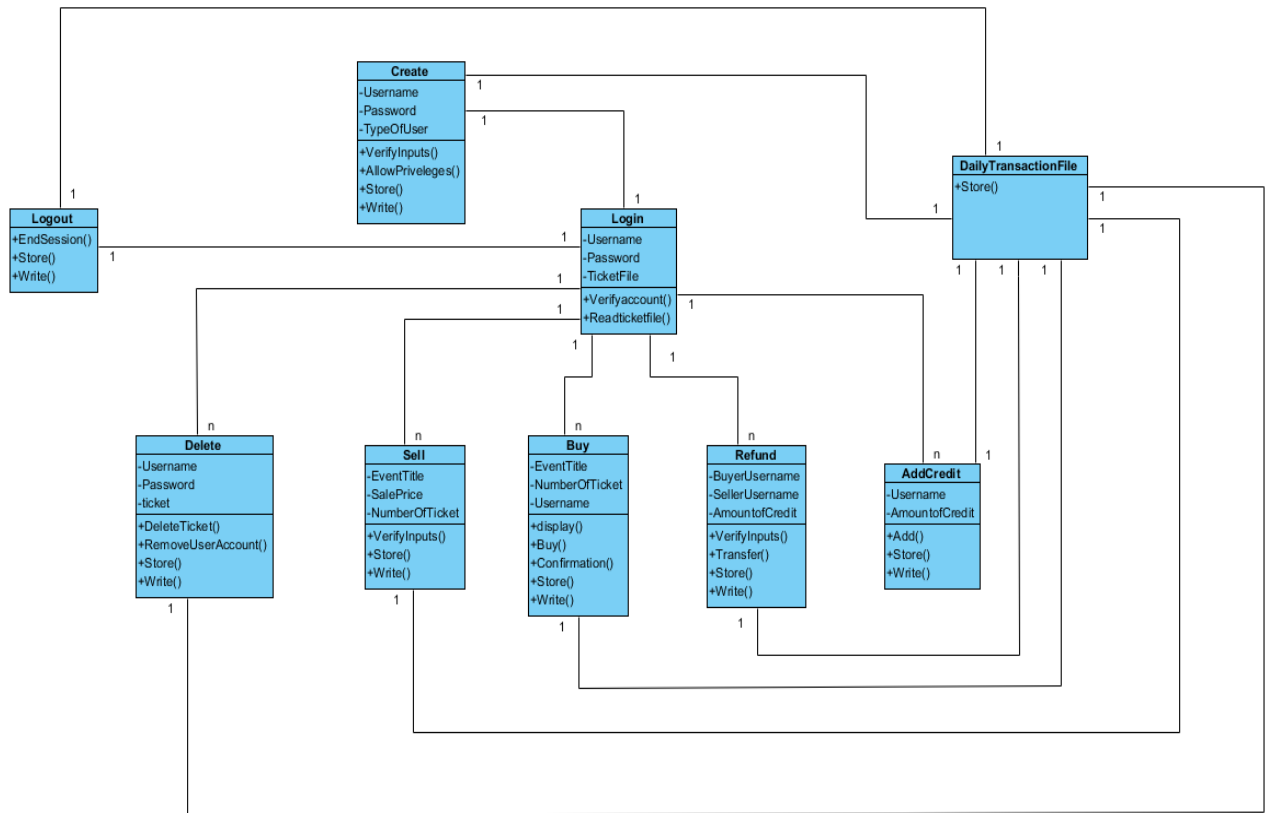 Create
-Username
-Password
-TypeOfUser
+VerifyInputs()
+AllowPriveleges()
+Store()
+Write()
1
1
1
DailyTransactionFile
+Store()
1
1
1
1
1
1
1
Logout
+EndSession()
+Store()
+Write()
1
1
1
Login
-Username
-Password
-TicketFile
+Verifyaccount()
+Readticketfile()
1
1
1
1
1
1
1
n
Delete
-Username
-Password
-ticket
+DeleteTicket()
+RemoveUserAccount()
+Store()
+Write()
1
n
Sell
-EventTitle
-SalePrice
-NumberOfTicket
+VerifyInputs()
+Store()
+Write()
1
n
Buy
-EventTitle
-NumberOfTicket
-Username
+display()
+Buy()
+Confirmation()
+Store()
+Write()
1
n
Refund
-BuyerUsername
-SellerUsername
-AmountofCredit
+VerifyInputs()
+Transfer()
+Store()
+Write()
1
n
1
AddCredit
-Username
-AmountofCredit
+Add()
+Store()
+Write()